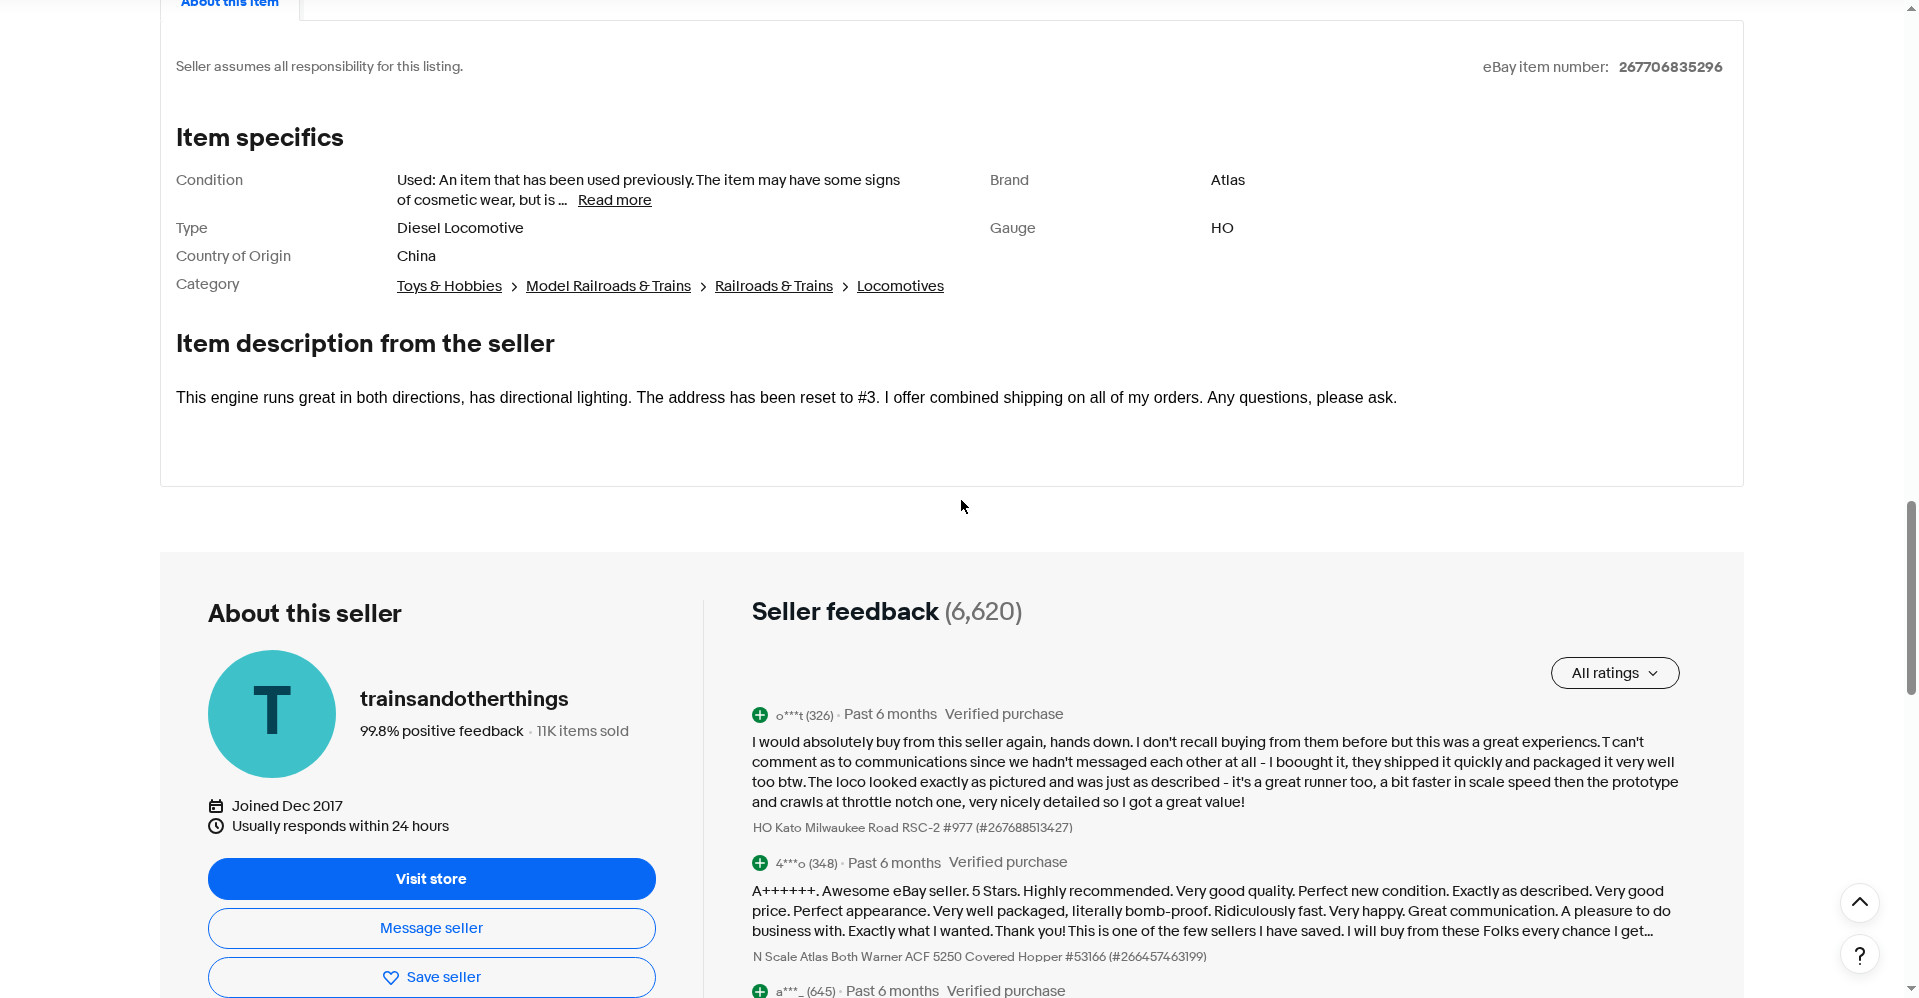 About this item
Seller assumes all responsibility for this listing.
eBay item number: 267706835296
Item specifics
Condition
Used: An item that has been used previously. The item may have some signs
of cosmetic wear, but is ... Read more
Brand
Atlas
Type
Diesel Locomotive
Gauge
HO
Country of Origin
China
Category
Toys & Hobbies > Model Railroads & Trains > Railroads & Trains > Locomotives
Item description from the seller
This engine runs great in both directions, has directional lighting. The address has been reset to #3. I offer combined shipping on all of my orders. Any questions, please ask.
About this seller
T
trainsandotherthings
99.8% positive feedback · 11K items sold
Joined Dec 2017
Usually responds within 24 hours
Visit store
Message seller
Save seller
Seller feedback (6,620)
All ratings
o***t (326) · Past 6 months Verified purchase
I would absolutely buy from this seller again, hands down. I don't recall buying from them before but this was a great experiencs. T can't
comment as to communications since we hadn't messaged each other at all - I boought it, they shipped it quickly and packaged it very well
too btw. The loco looked exactly as pictured and was just as described - it's a great runner too, a bit faster in scale speed then the prototype
and crawls at throttle notch one, very nicely detailed so I got a great value!
HO Kato Milwaukee Road RSC-2 #977 (#267688513427)
4***o (348) · Past 6 months Verified purchase
A++++++. Awesome eBay seller. 5 Stars. Highly recommended. Very good quality. Perfect new condition. Exactly as described. Very good
price. Perfect appearance. Very well packaged, literally bomb-proof. Ridiculously fast. Very happy. Great communication. A pleasure to do
business with. Exactly what I wanted. Thank you! This is one of the few sellers I have saved. I will buy from these Folks every chance I get...
N Scale Atlas Both Warner ACF 5250 Covered Hopper #53166 (#266457463199)
a***_ (645) · Past 6 months Verified purchase
?